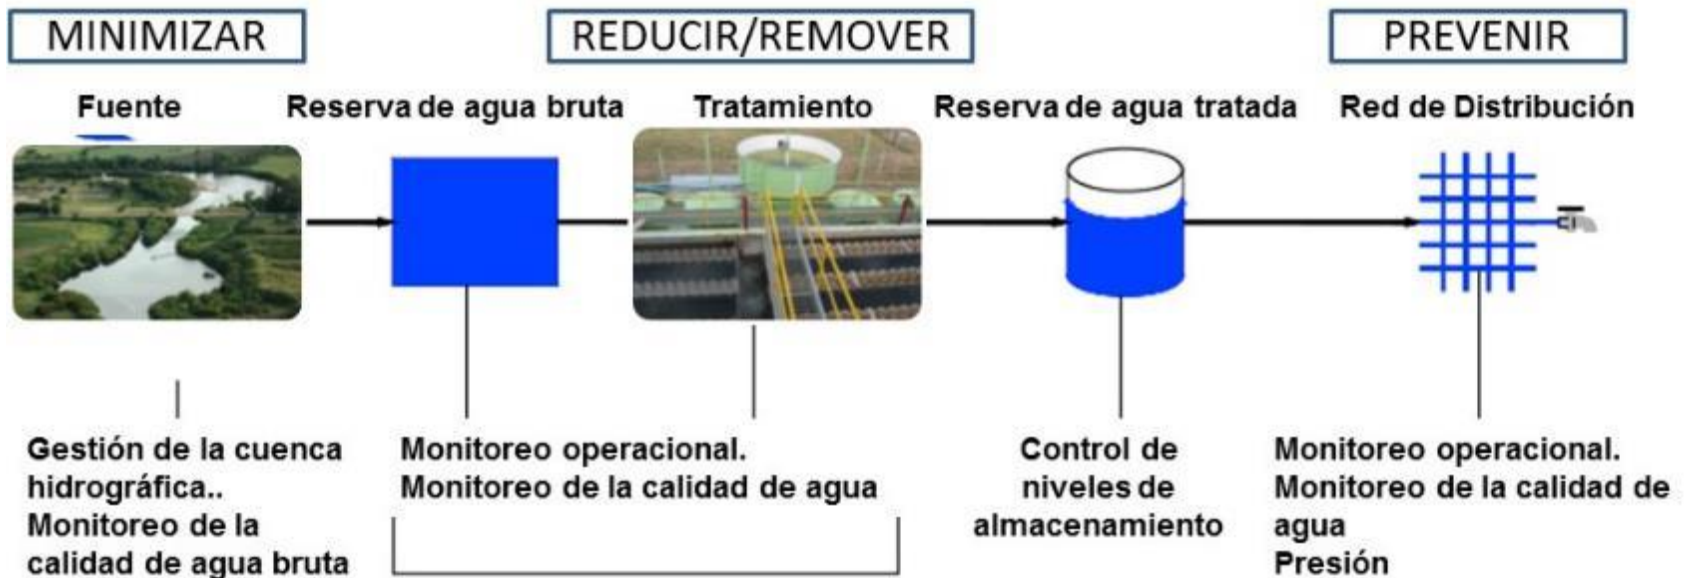 MINIMIZAR
REDUCIR/REMOVER
PREVENIR
Fuente
Reserva de agua bruta
Tratamiento
Reserva de agua tratada
Red de Distribución
Gestión de la cuenca
hidrográfica..
Monitoreo de la
calidad de agua bruta
Monitoreo operacional.
Monitoreo de la calidad de agua
Control de
niveles de
almacenamiento
Monitoreo operacional.
Monitoreo de la calidad de
agua
Presión